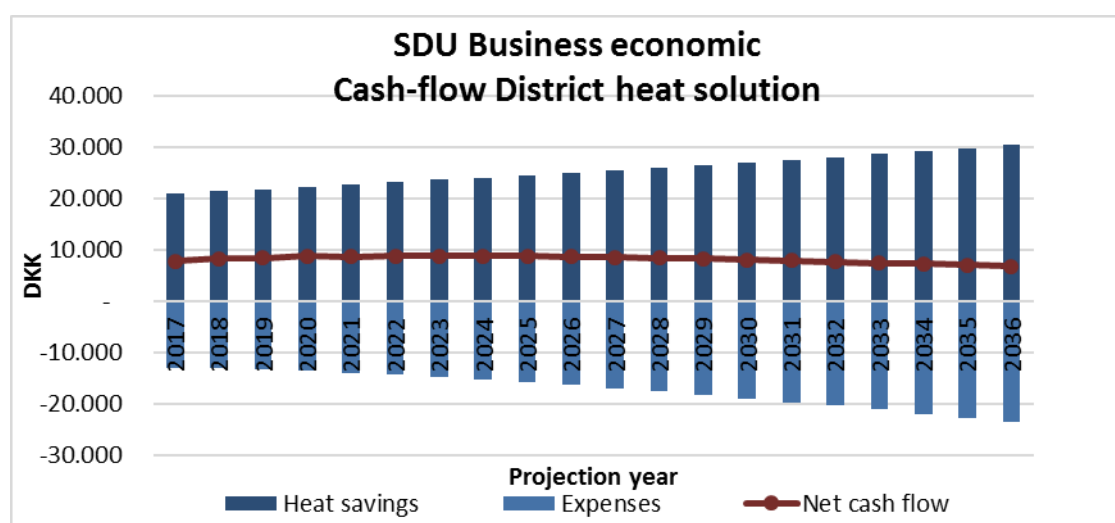 SDU Business economic
Cash-flow District heat solution
40.000
30.000
20.000
10.000
-
-10.000
-20.000
-30.000
DKK
2017 2018 2019 2020 2021 2022 2023 2024 2025 2026 2027 2028 2029 2030 2031 2032 2033 2034 2035 2036
Projection year
Heat savings Expenses Net cash flow